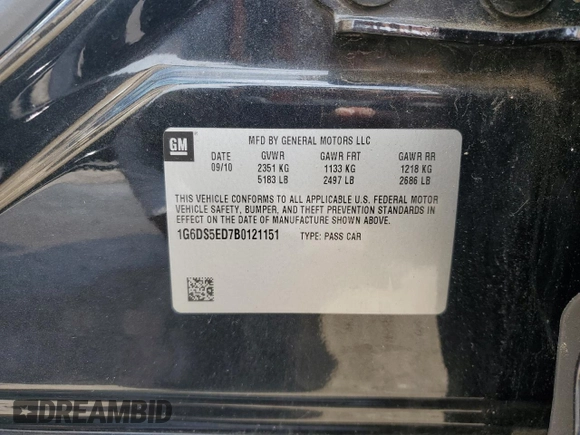 GM
MFD BY GENERAL MOTORS LLC
DATE GVWR GAWR FRT GAWR RR
09/10 2351 KG 1133 KG 1218 KG
5183 LB 2497 LB 2686 LB
THIS VEHICLE CONFORMS TO ALL APPLICABLE U.S. FEDERAL MOTOR
VEHICLE SAFETY, BUMPER, AND THEFT PREVENTION STANDARDS IN
EFFECT ON THE DATE OF MANUFACTURE SHOWN ABOVE.
1G6DS5ED7B0121151 TYPE: PASS CAR
DREAMBID